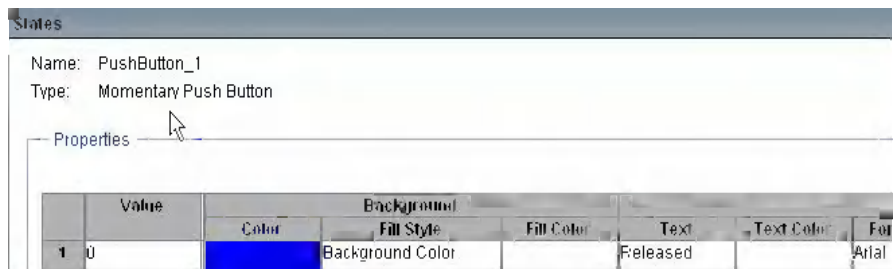 States
Name: PushButton_1
Type: Momentary Push Button
Properties
Value Background
Color Fill Style Fill Color Text Text Color
1 0 Background Color Released Arial